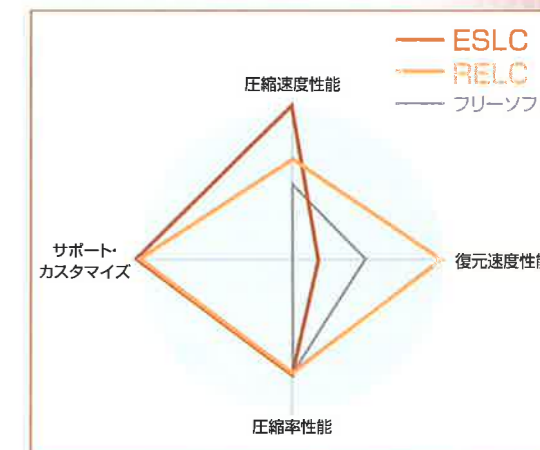 ESLC
RELC
フリーソフ
圧縮速度性能
サポート・
カスタマイズ
復元速度性能
圧縮率性能